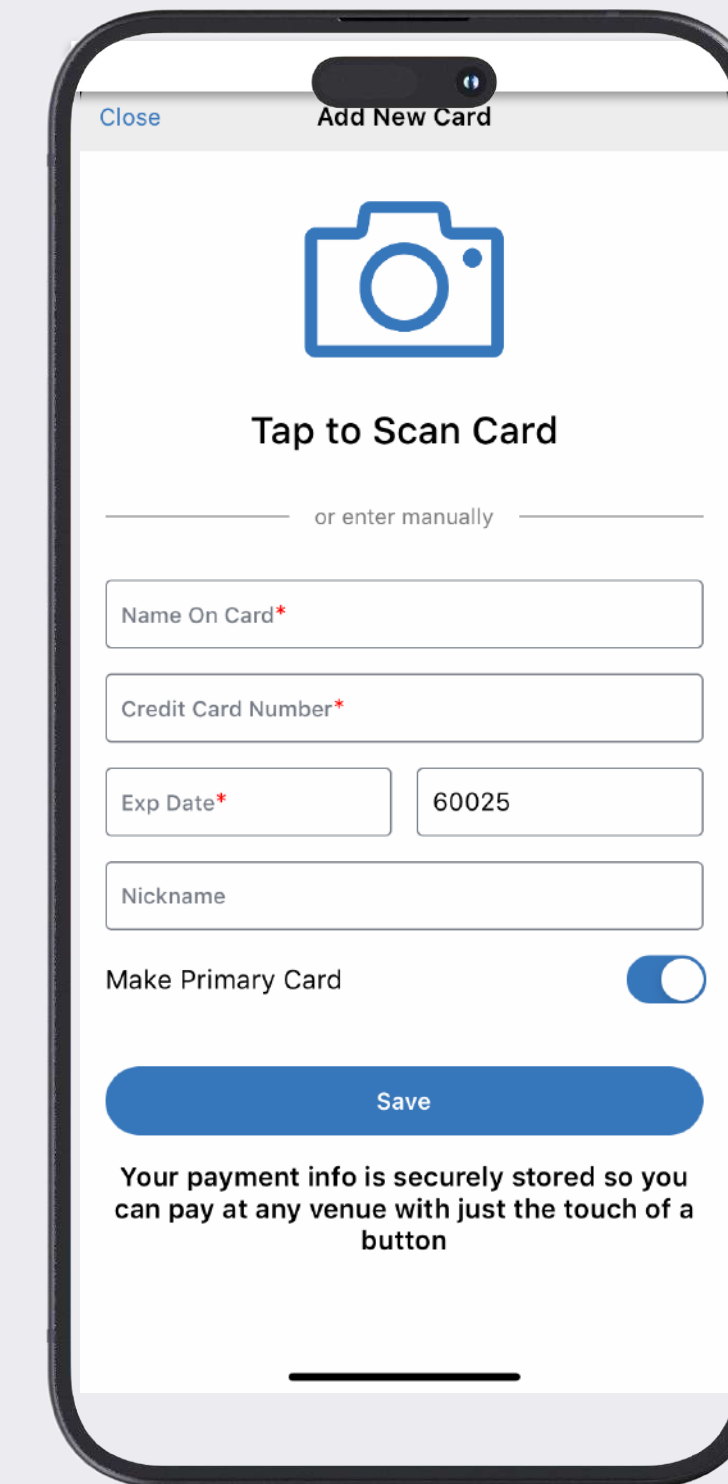 Close
Add New Card
Tap to Scan Card
or enter manually
Name On Card*
Credit Card Number*
Exp Date*
60025
Nickname
Make Primary Card
Save
Your payment info is securely stored so you
can pay at any venue with just the touch of a
button